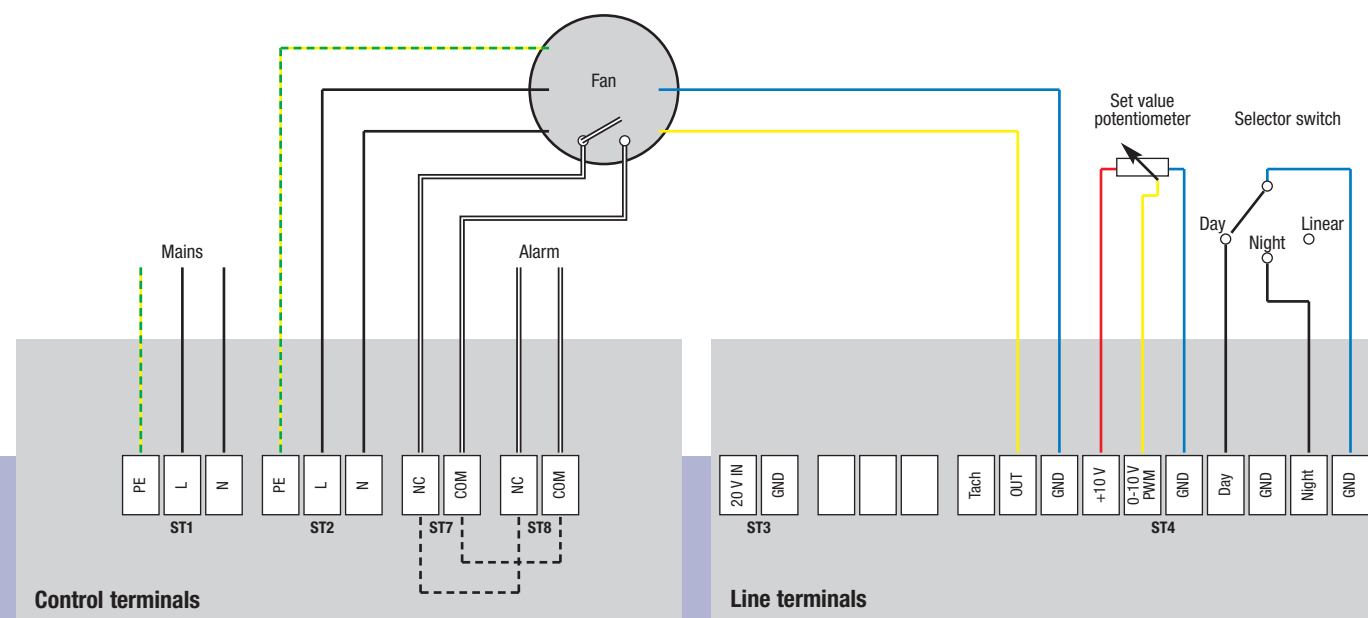 Fan
Set value
potentiometer
Selector switch
Day
Night
Linear
Mains
Alarm
PE
L
N
PE
L
N
NC
COM
NC
COM
20 V IN
GND
Tach
OUT
GND
+10 V
0-10 V
PWM
GND
Day
GND
Night
GND
ST1
ST2
ST7
ST8
ST3
ST4
Control terminals
Line terminals